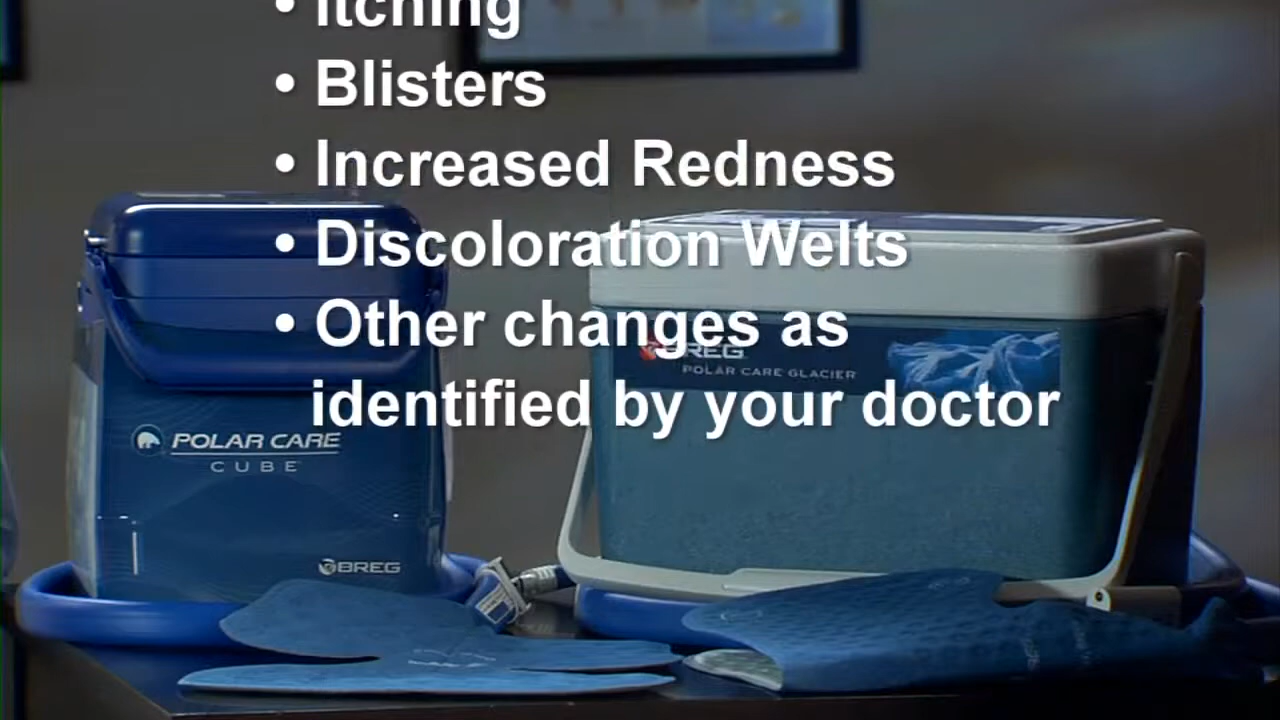 • Itching
• Blisters
• Increased Redness
• Discoloration Welts
• Other changes as
identified by your doctor
BREG
POLAR CARE GLACIER
POLAR CARE
CUBE
BREG